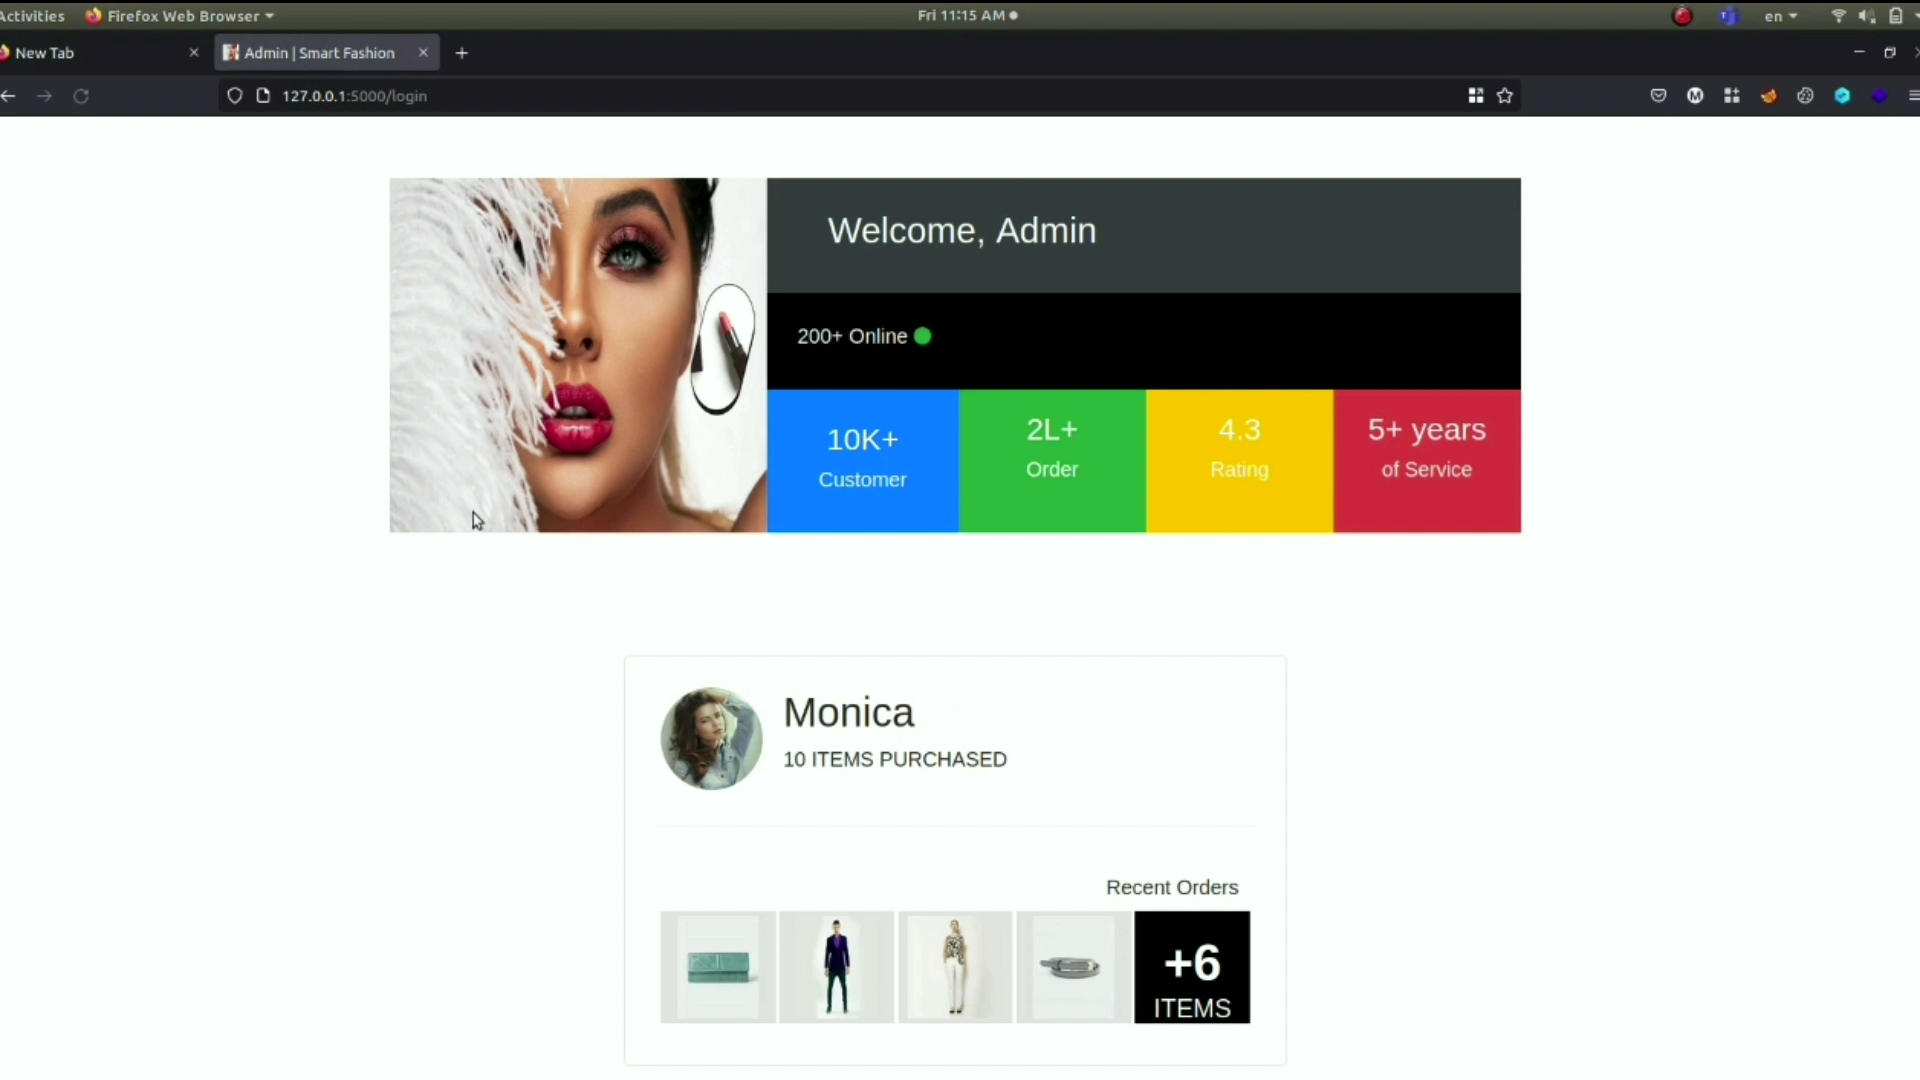 Activities
Firefox Web Browser
Fri 11:15 AM
en
New Tab
Admin | Smart Fashion
127.0.0.1:5000/login
Welcome, Admin
200+ Online
10K+
Customer
2L+
Order
4.3
Rating
5+ years
of Service
Monica
10 ITEMS PURCHASED
Recent Orders
+6
ITEMS